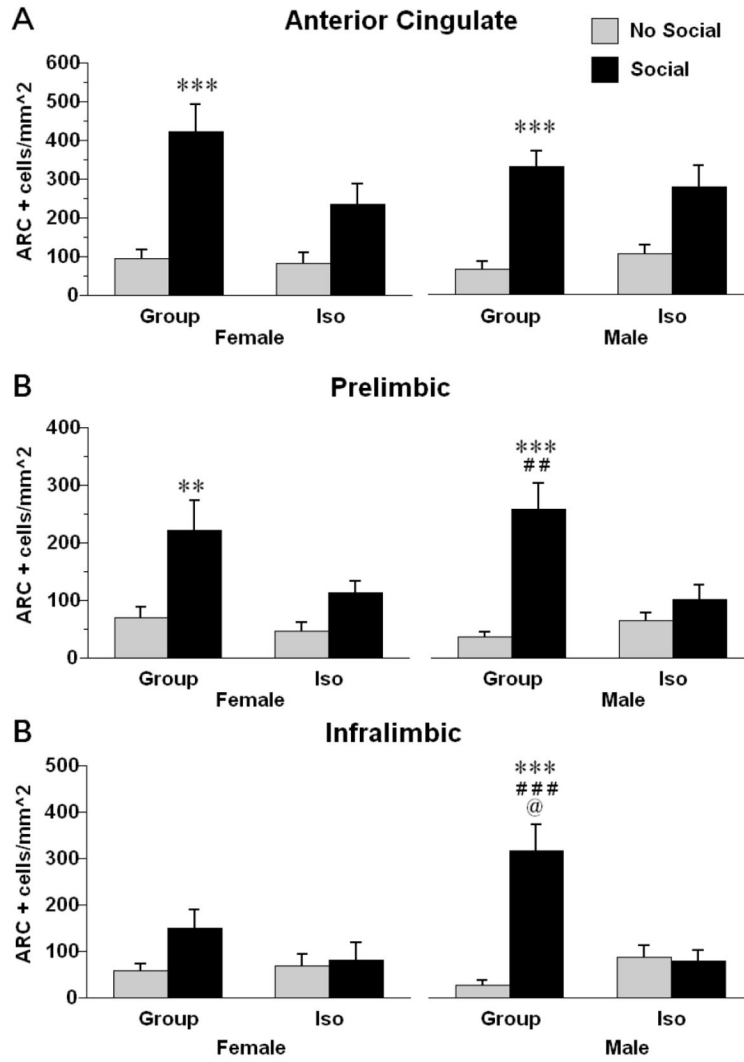 A
Anterior Cingulate
No Social
Social
ARC + cells/mm^2
600
500
400
300
200
100
0
***
***
Group
Iso
Group
Iso
Female
Male
B
Prelimbic
ARC + cells/mm^2
400
300
200
100
0
**
***
##
Group
Iso
Group
Iso
Female
Male
B
Infralimbic
ARC + cells/mm^2
500
400
300
200
100
0
***
###
@
Group
Iso
Group
Iso
Female
Male